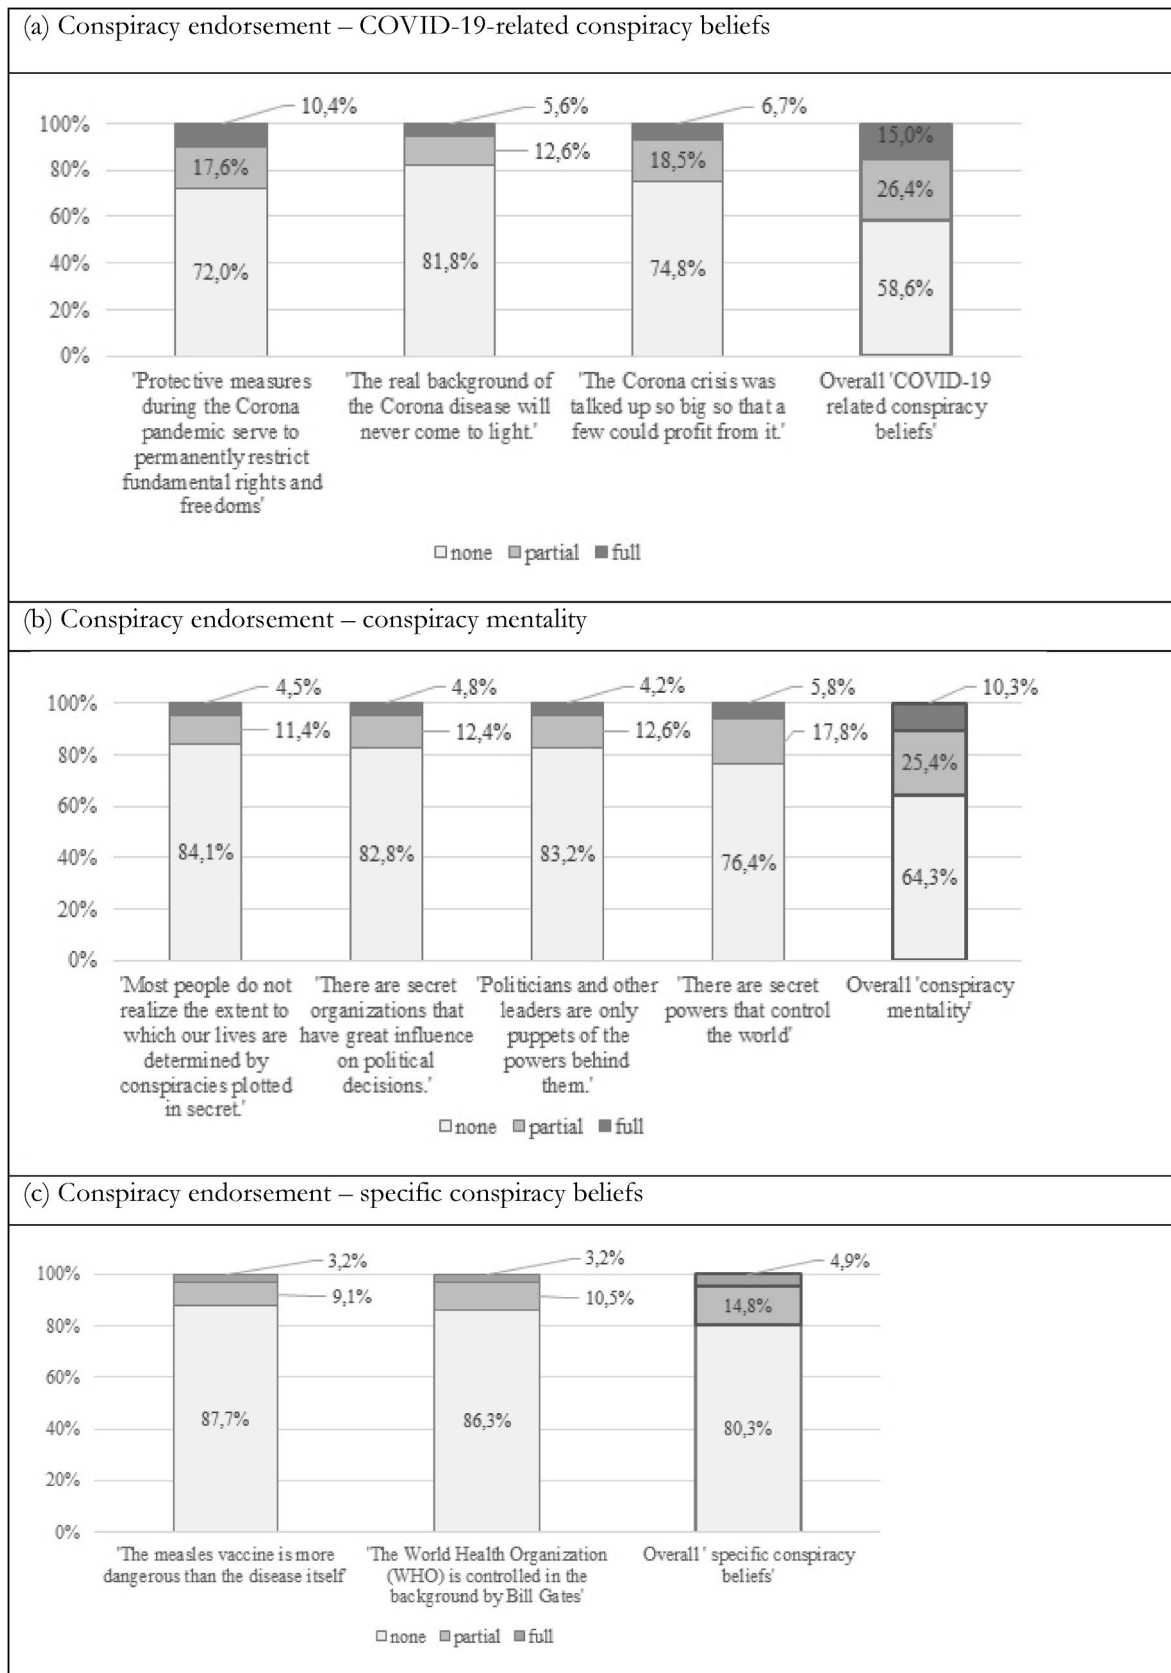 (a) Conspiracy endorsement – COVID-19-related conspiracy beliefs
10,4%
5,6%
6,7%
100%
15,0%
80%
17,6%
12,6%
18,5%
26,4%
60%
40%
72,0%
81,8%
74,8%
58,6%
20%
0%
'Protective measures
during the Corona
pandemic serve to
permanently restrict
fundamental rights and
freedoms'
'The real background of
the Corona disease will
never come to light.'
'The Corona crisis was
talked up so big so that a
few could profit from it.'
Overall 'COVID-19
related conspiracy
beliefs'
none partial full
(b) Conspiracy endorsement – conspiracy mentality
4,5%
4,8%
4,2%
5,8%
10,3%
100%
11,4%
12,4%
12,6%
17,8%
80%
25,4%
60%
40%
84,1%
82,8%
83,2%
76,4%
64,3%
20%
0%
'Most people do not
realize the extent to
which our lives are
determined by
conspiracies plotted
in secret.'
'There are secret
organizations that
have great influence
on political
decisions.'
'Politicians and other
leaders are only
puppets of the
powers behind
them.'
'There are secret
powers that control
the world'
Overall 'conspiracy
mentality'
none partial full
(c) Conspiracy endorsement – specific conspiracy beliefs
3,2%
3,2%
4,9%
100%
9,1%
10,5%
14,8%
80%
60%
40%
87,7%
86,3%
80,3%
20%
0%
'The measles vaccine is more
dangerous than the disease itself'
'The World Health Organization
(WHO) is controlled in the
background by Bill Gates'
Overall ' specific conspiracy
beliefs'
none partial full